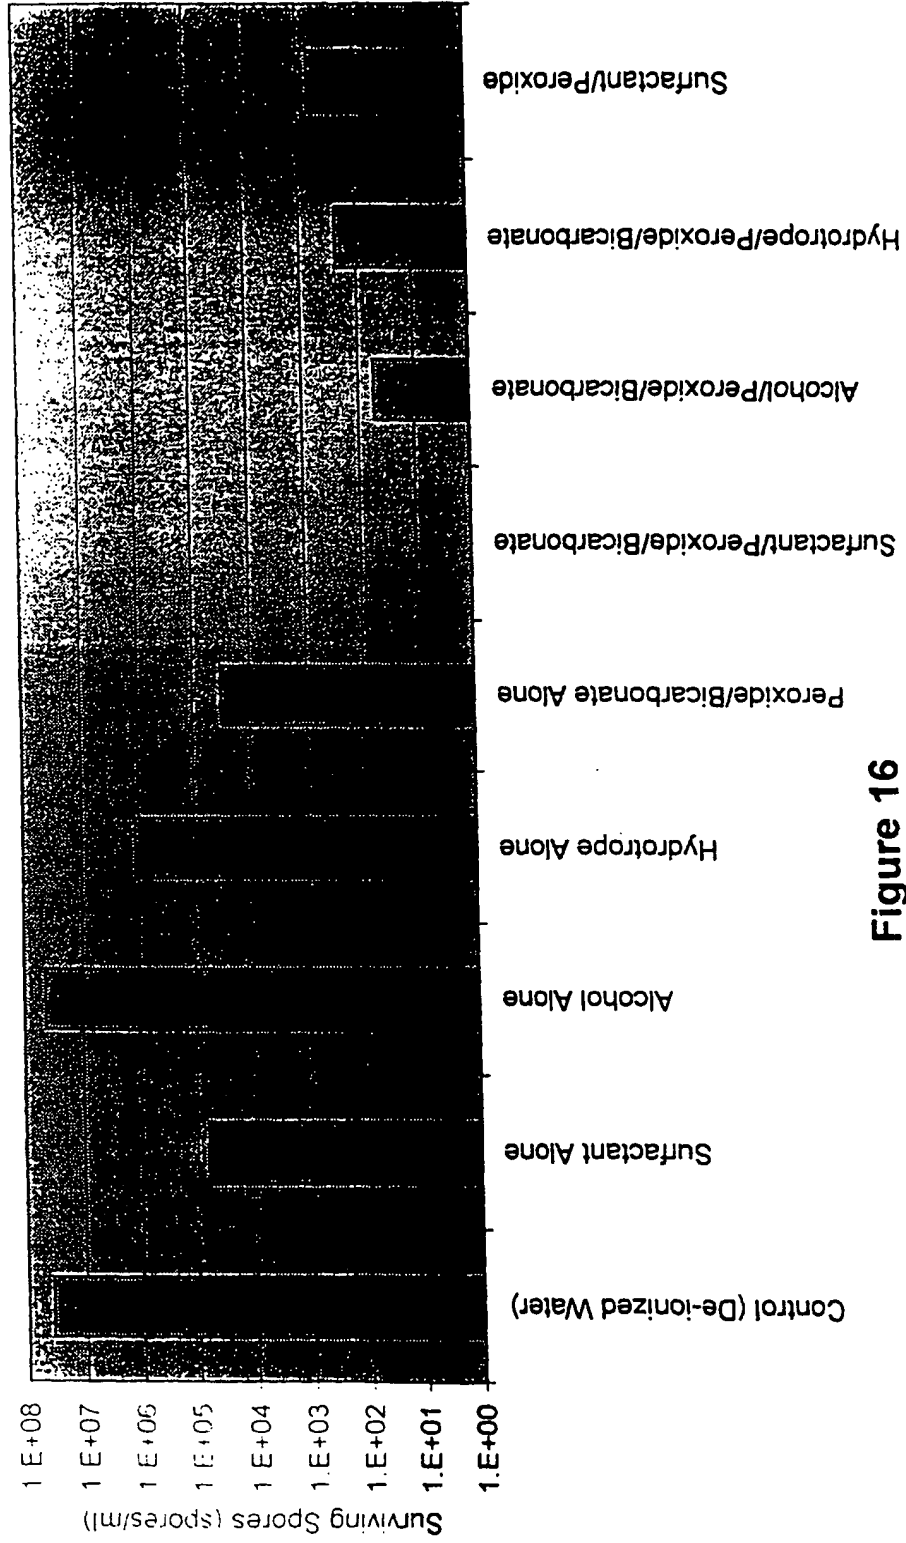 Surviving Spores (spores/ml)
1 E+08
1 E+07
1 E+06
1 E+05
1 E+04
1.E+03
1.E+02
1.E+01
1.E+00
Control (De-ionized Water)
Surfactant Alone
Alcohol Alone
Hydrotrope Alone
Peroxide/Bicarbonate Alone
Surfactant/Peroxide/Bicarbonate
Alcohol/Peroxide/Bicarbonate
Hydrotrope/Peroxide/Bicarbonate
Surfactant/Peroxide
Figure 16